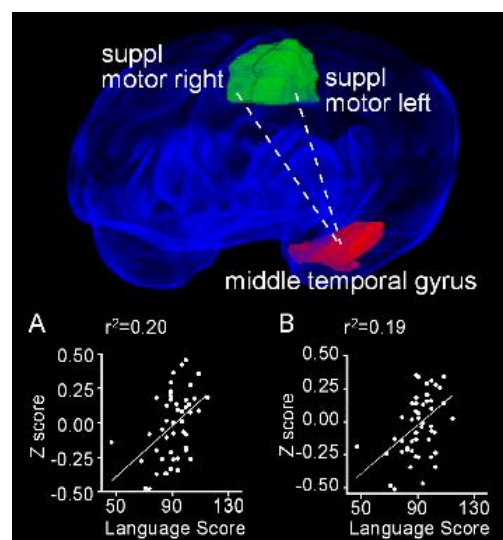 suppl
motor right
suppl
motor left
middle temporal gyrus
A
r²=0.20
Z score
0.50
0.25
0.00
-0.25
-0.50
50 90 130
Language Score
B
r²=0.19
Z score
0.50
0.25
0.00
-0.25
-0.50
50 90 130
Language Score